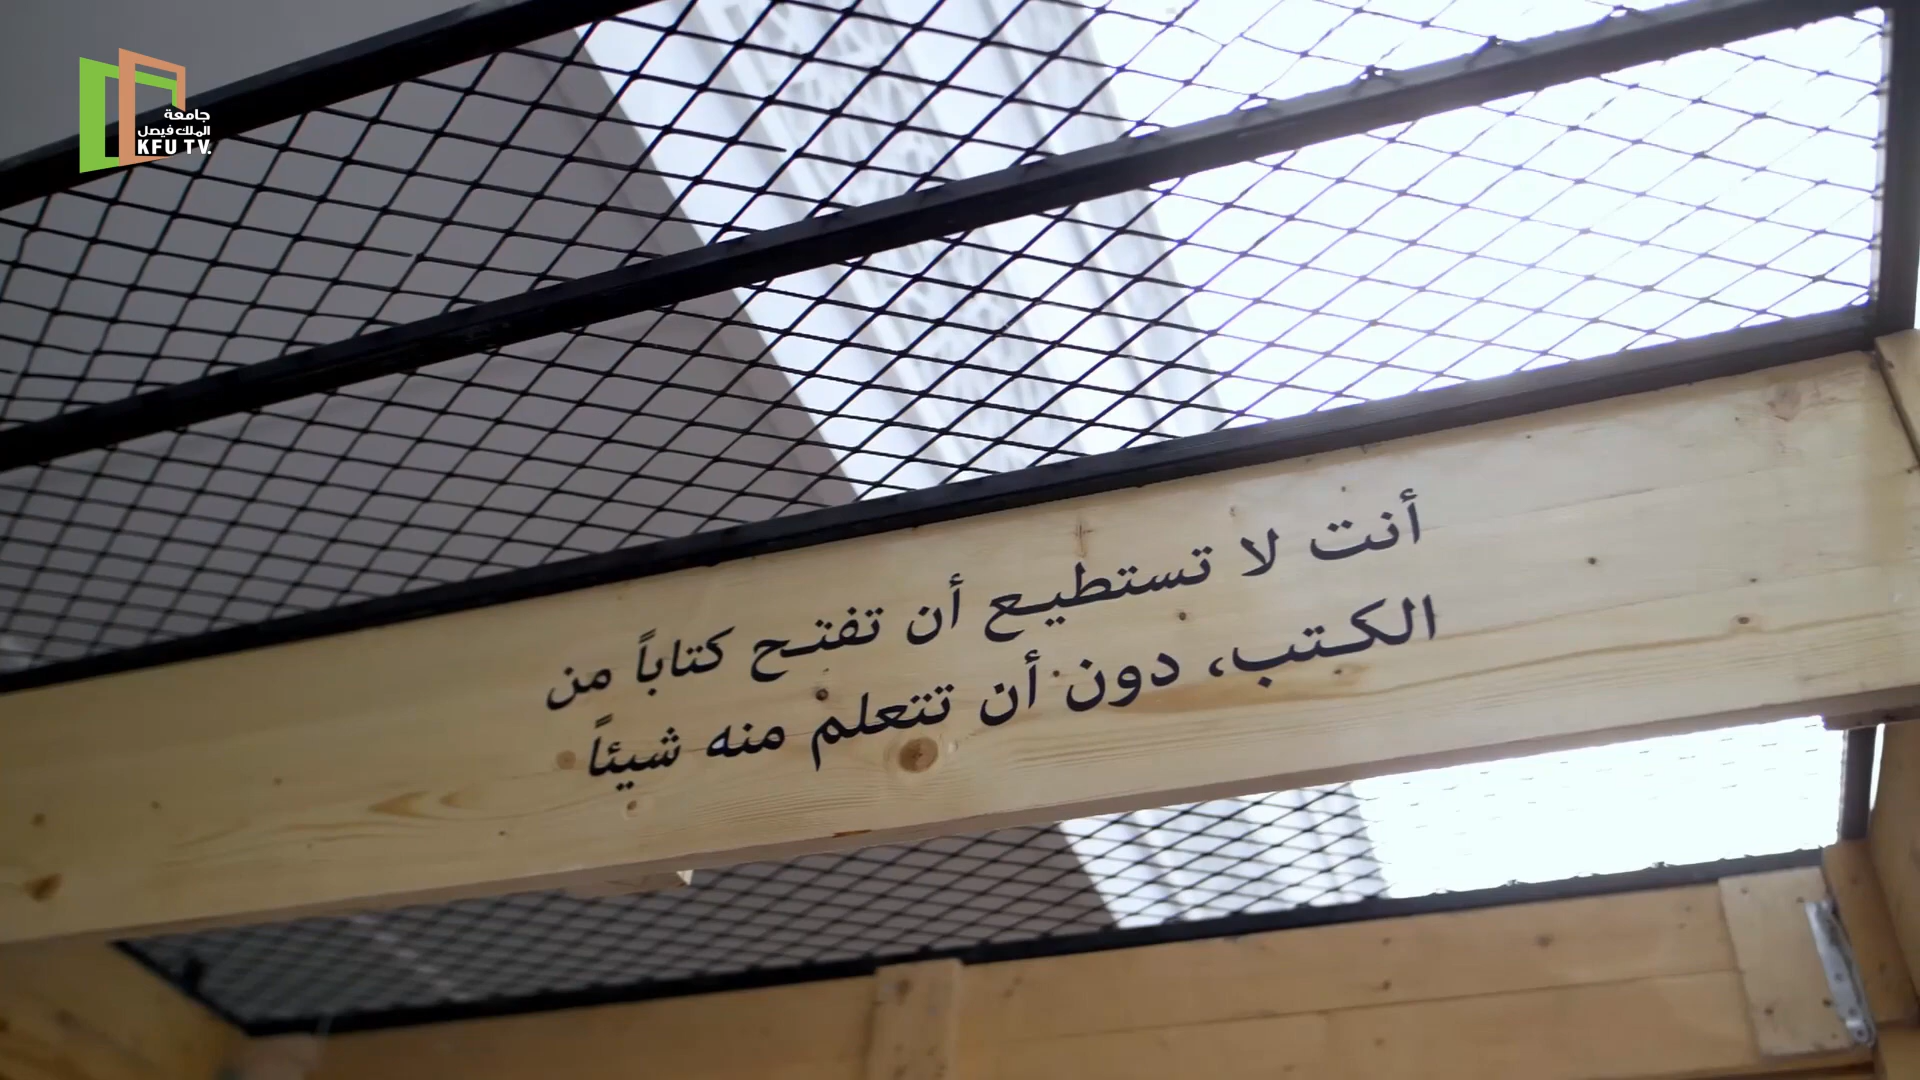 جامعة
الملك فيصل
KFU TV.
أنت لا تستطيع أن تفتح كتاباً من
الكتب، دون أن تتعلم منه شيئاً